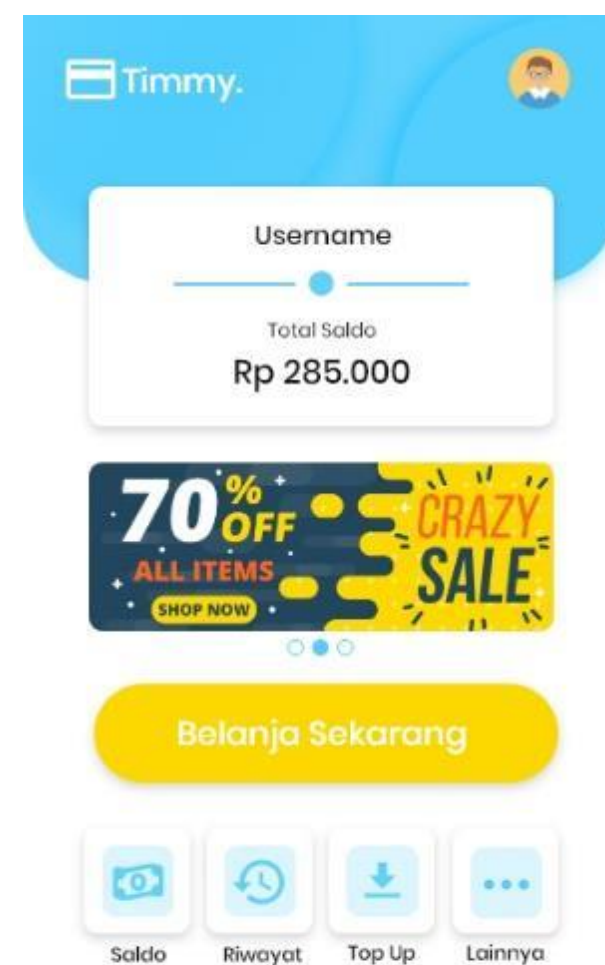 Timmy.
Username
Total Saldo
Rp 285.000
70% OFF
ALL ITEMS
SHOP NOW
CRAZY
SALE
Belanja Sekarang
Saldo
Riwayat
Top Up
Lainnya